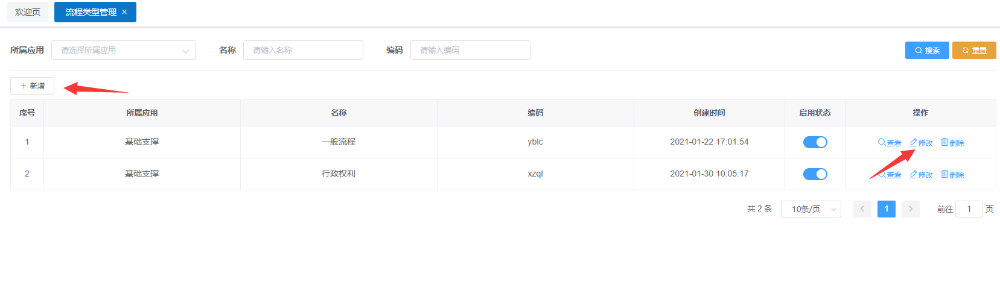 欢迎页 流程类型管理 ×
所属应用 请选择所属应用 名称 请输入名称 编码 请输入编码 搜索 重置
新增
序号 所属应用 名称 编码 创建时间 启用状态 操作
1 基础支撑 一般流程 yblc 2021-01-22 17:01:54 查看 修改 删除
2 基础支撑 行政权利 xzql 2021-01-30 10:05:17 查看 修改 删除
共 2 条 10条/页 1 前往 1 页